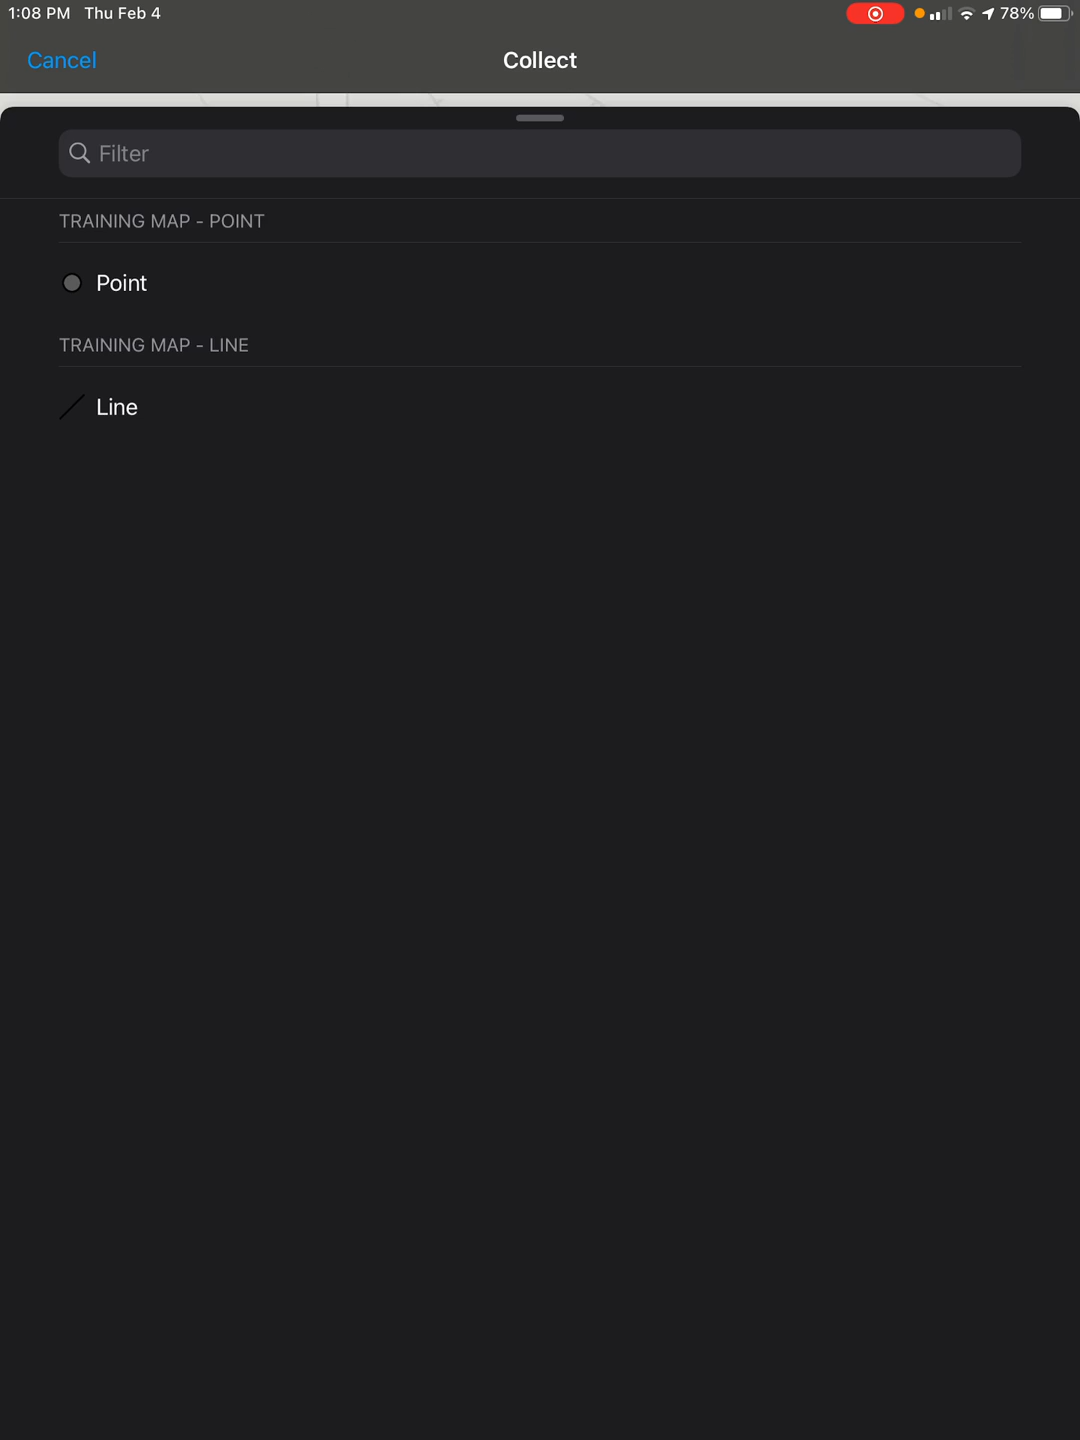 1:08 PM Thu Feb 4
78%
Cancel
Collect
Filter
TRAINING MAP - POINT
Point
TRAINING MAP - LINE
Line